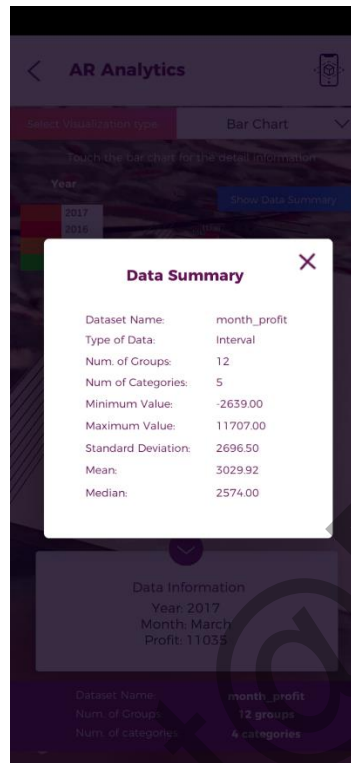 AR Analytics
Select Visualization type
Bar Chart
Touch the bar chart for the detail information
Year
Show Data Summary
2017
2016
Data Summary
Dataset Name: month_profit
Type of Data: Interval
Num. of Groups: 12
Num of Categories: 5
Minimum Value: -2639.00
Maximum Value: 11707.00
Standard Deviation: 2696.50
Mean: 3029.92
Median: 2574.00
Data Information
Year: 2017
Month: March
Profit: 11035
Dataset Name: month_profit
Num. of Groups 12 groups
Num. of categories 4 categories